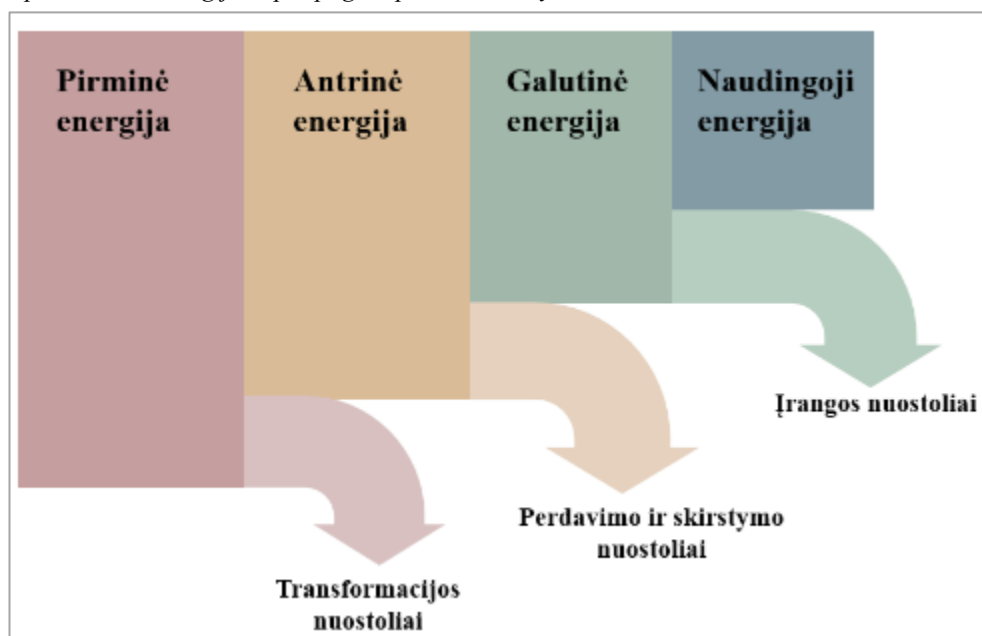 Pirminė
energija
Antrinė
energija
Galutinė
energija
Naudingoji
energija
Įrangos nuostoliai
Perdavimo ir skirstymo
nuostoliai
Transformacijos
nuostoliai